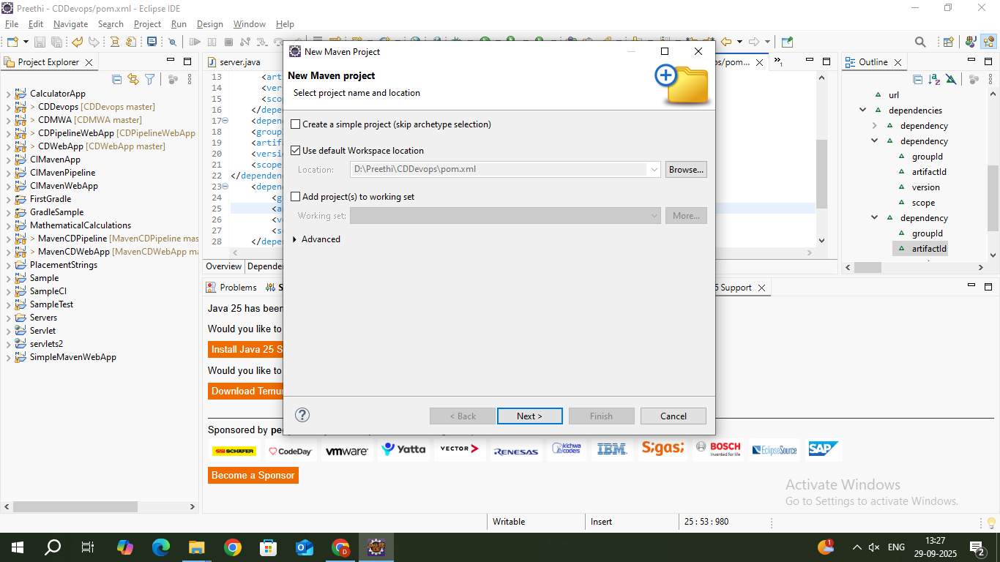 Preethi - CDDevops/pom.xml - Eclipse IDE
File Edit Navigate Search Project Run Design Window Help
Project Explorer
CalculatorApp
> CDDevops [CDDevops master]
> CDMWA [CDMWA master]
> CDPipelineWebApp [CDPipelineWebApp
> CDWebApp [CDWebApp master]
CIMavenApp
CIMavenPipeline
CIMavenWebApp
FirstGradle
GradleSample
MathematicalCalculations
> MavenCDPipeline [MavenCDPipeline mas
> MavenCDWebApp [MavenCDWebApp ma
PlacementStrings
Sample
SampleCI
SampleTest
Servers
Servlet
servlets2
SimpleMavenWebApp
server.java
ps/pom...
13 <art
14 <ver
15 <sco
16 </depen
17 <depend
18 <group
19 <artifa
20 <versio
21 <scope
22 </dependen
23 <depen
24 <g
25 <a
26 <v
27 <s
28 </depe
Overview Depende
New Maven Project
New Maven project
Select project name and location
Create a simple project (skip archetype selection)
Use default Workspace location
Location: D:\Preethi\CDDevops\pom.xml Browse...
Add project(s) to working set
Working set: More...
Advanced
< Back Next > Finish Cancel
Outline
url
dependencies
dependency
dependency
groupId
artifactId
version
scope
dependency
groupId
artifactId
Problems S
5 Support
Java 25 has been
Would you like to
Install Java 25 S
Would you like to
Download Temur
Sponsored by
SSI SCHÄFER CodeDay vmware Yatta VECTOR RENESAS kichwa coders IBM Sigasi BOSCH Invented for life EclipseSource SAP
Become a Sponsor
Activate Windows
Go to Settings to activate Windows.
Writable Insert 25 : 53 : 980
1 ENG 13:27
29-09-2025 2